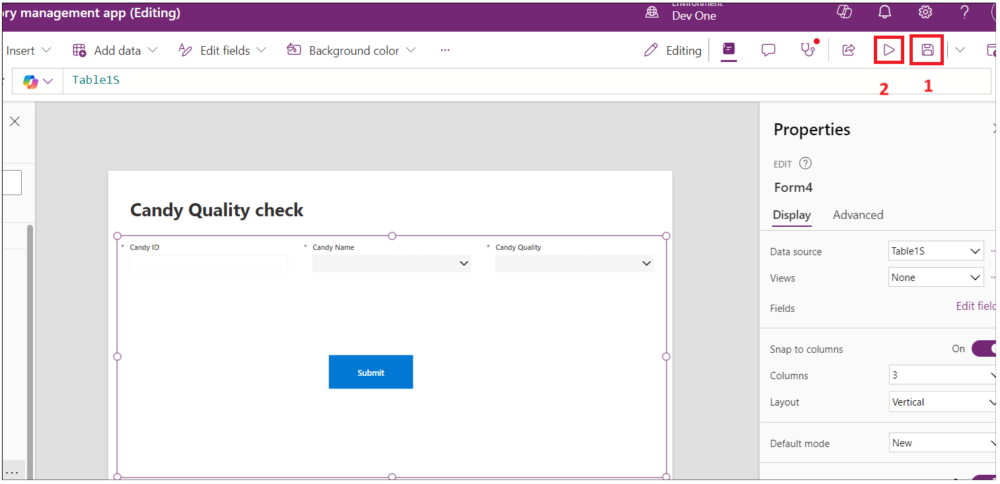 ory management app (Editing)
Environment
Dev One
Insert
Add data
Edit fields
Background color
...
Editing
Table1S
2
1
Properties
EDIT
Form4
Display
Advanced
Candy Quality check
* Candy ID
* Candy Name
* Candy Quality
Data source
Table1S
Views
None
Fields
Edit field
Snap to columns
On
Columns
3
Submit
Layout
Vertical
Default mode
New
...